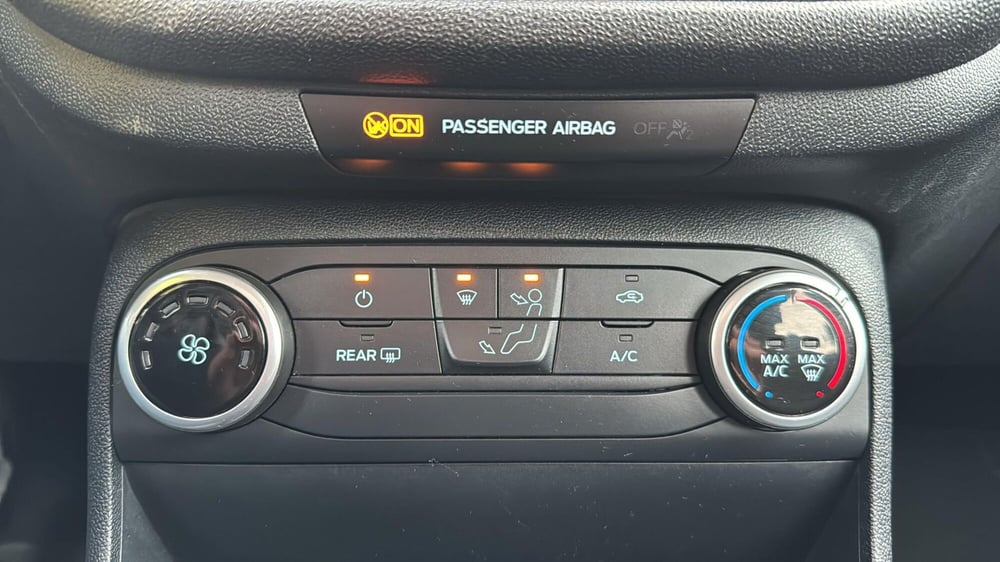 ON PASSENGER AIRBAG OFF
REAR
A/C
MAX
A/C
MAX